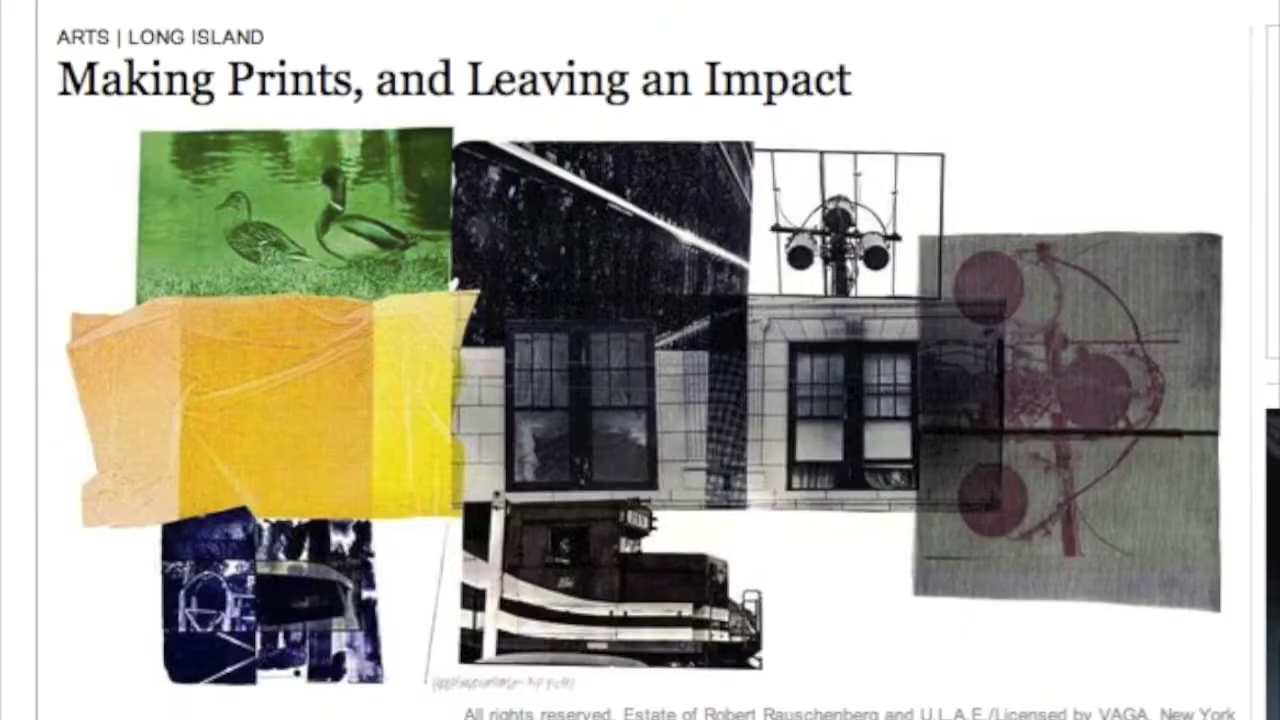 ARTS | LONG ISLAND
Making Prints, and Leaving an Impact
All rights reserved. Estate of Robert Rauschenberg and U.L.A.E./Licensed by VAGA, New York